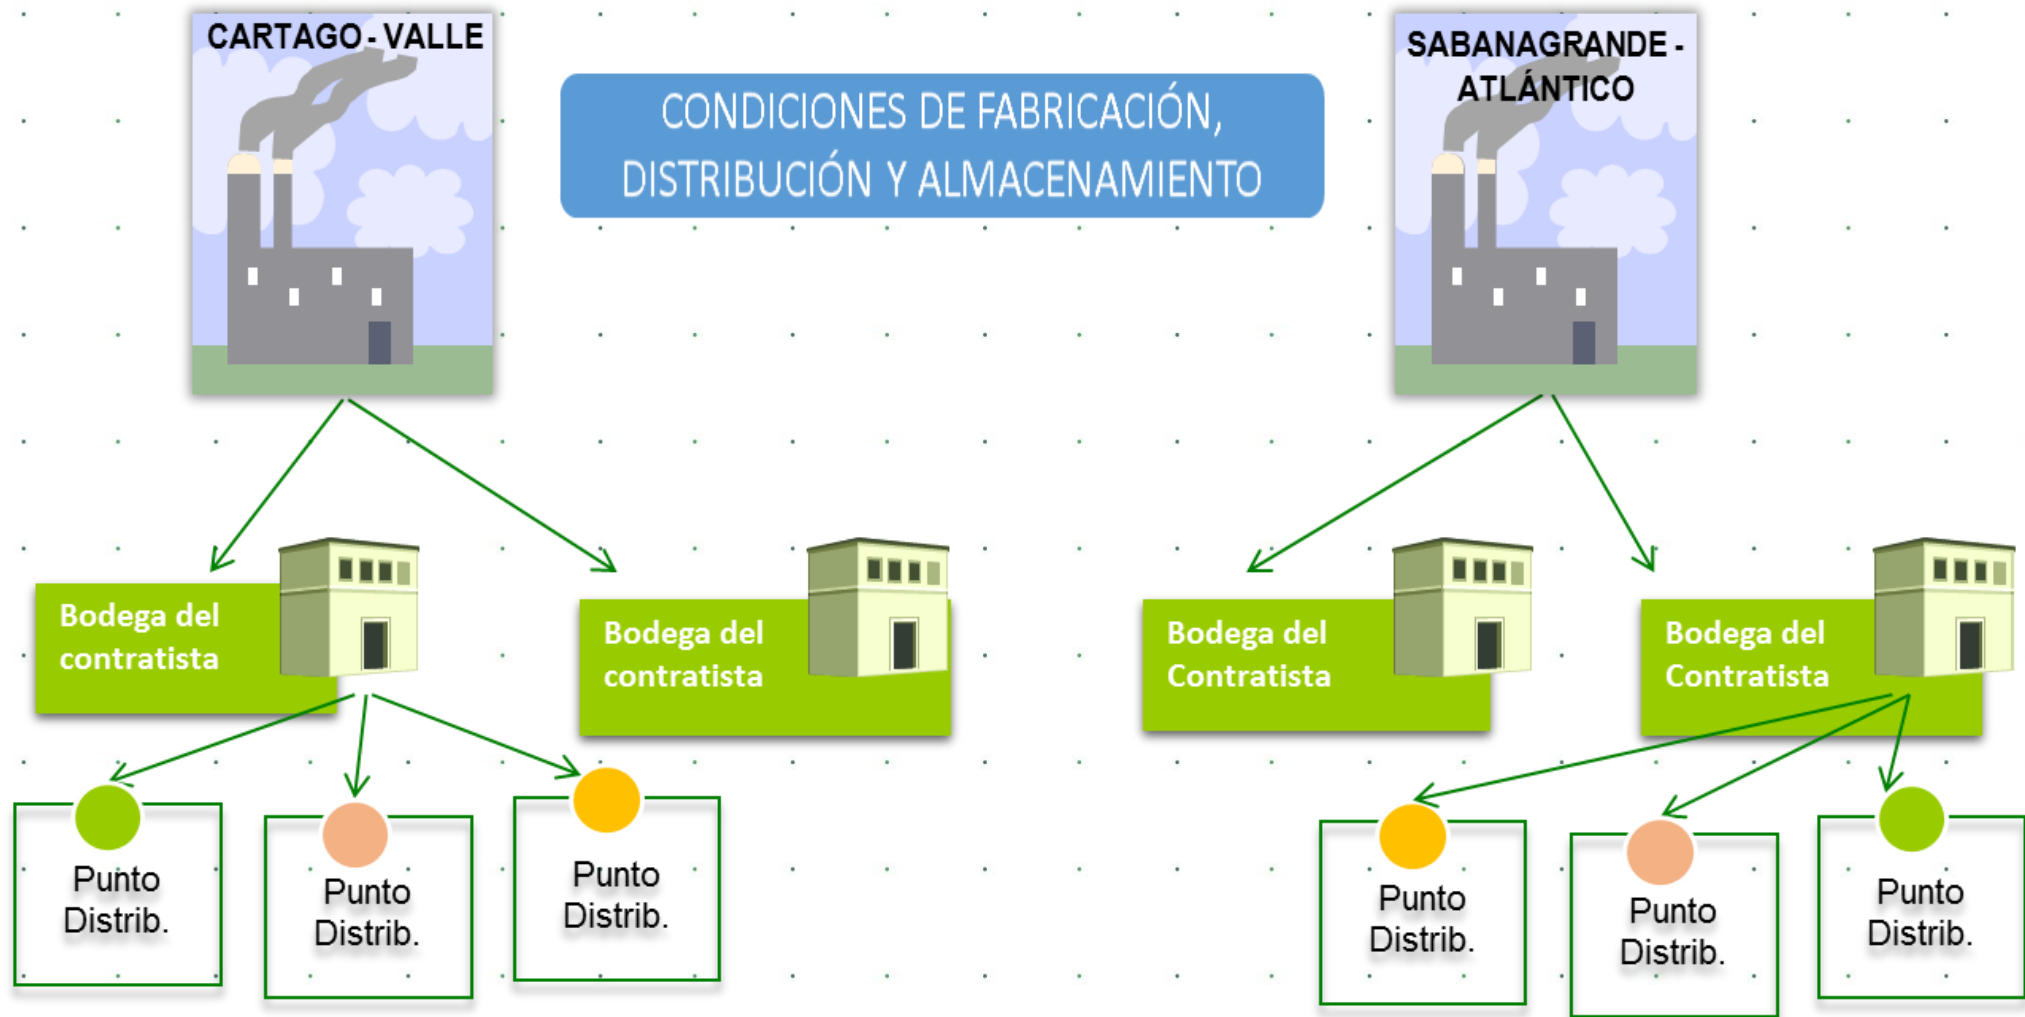 CARTAGO - VALLE
CONDICIONES DE FABRICACIÓN,
DISTRIBUCIÓN Y ALMACENAMIENTO
SABANAGRANDE -
ATLÁNTICO
Bodega del
contratista
Bodega del
contratista
Bodega del
Contratista
Bodega del
Contratista
Punto
Distrib.
Punto
Distrib.
Punto
Distrib.
Punto
Distrib.
Punto
Distrib.
Punto
Distrib.